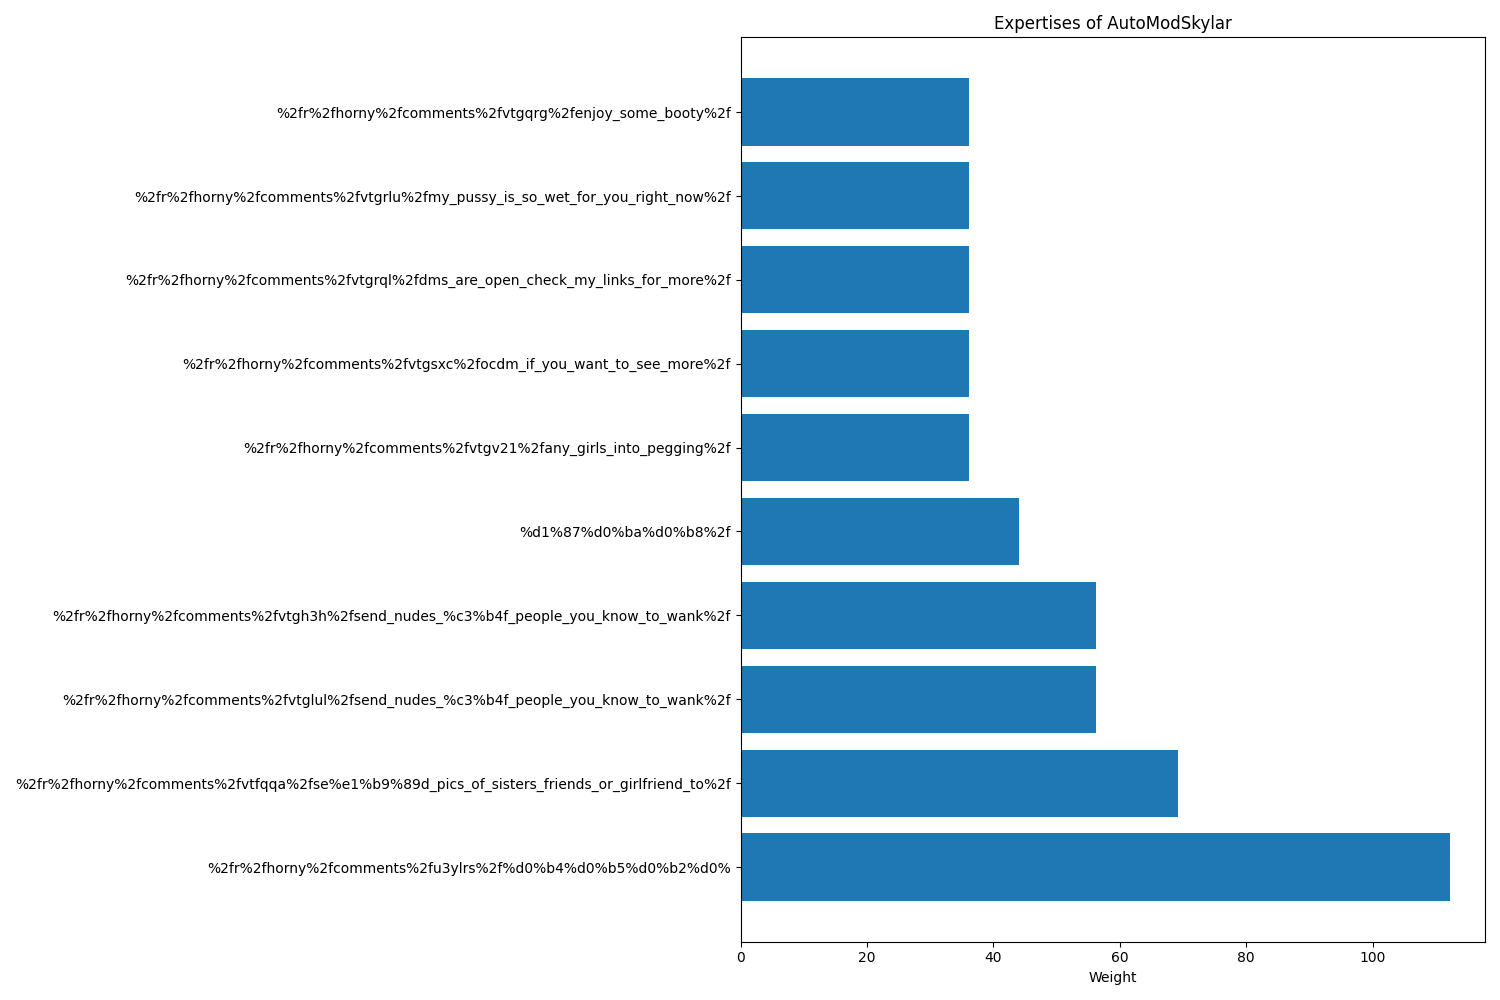 Expertises of AutoModSkylar
%2fr%2fhorny%2fcomments%2fvtgqrg%2fenjoy_some_booty%2f
%2fr%2fhorny%2fcomments%2fvtgrlu%2fmy_pussy_is_so_wet_for_you_right_now%2f
%2fr%2fhorny%2fcomments%2fvtgrql%2fdms_are_open_check_my_links_for_more%2f
%2fr%2fhorny%2fcomments%2fvtgsxc%2focdm_if_you_want_to_see_more%2f
%2fr%2fhorny%2fcomments%2fvtgv21%2fany_girls_into_pegging%2f
%d1%87%d0%ba%d0%b8%2f
%2fr%2fhorny%2fcomments%2fvtgh3h%2fsend_nudes_%c3%b4f_people_you_know_to_wank%2f
%2fr%2fhorny%2fcomments%2fvtglul%2fsend_nudes_%c3%b4f_people_you_know_to_wank%2f
%2fr%2fhorny%2fcomments%2fvtfqqa%2fse%e1%b9%89d_pics_of_sisters_friends_or_girlfriend_to%2f
%2fr%2fhorny%2fcomments%2fu3ylrs%2f%d0%b4%d0%b5%d0%b2%d0%
0 20 40 60 80 100
Weight